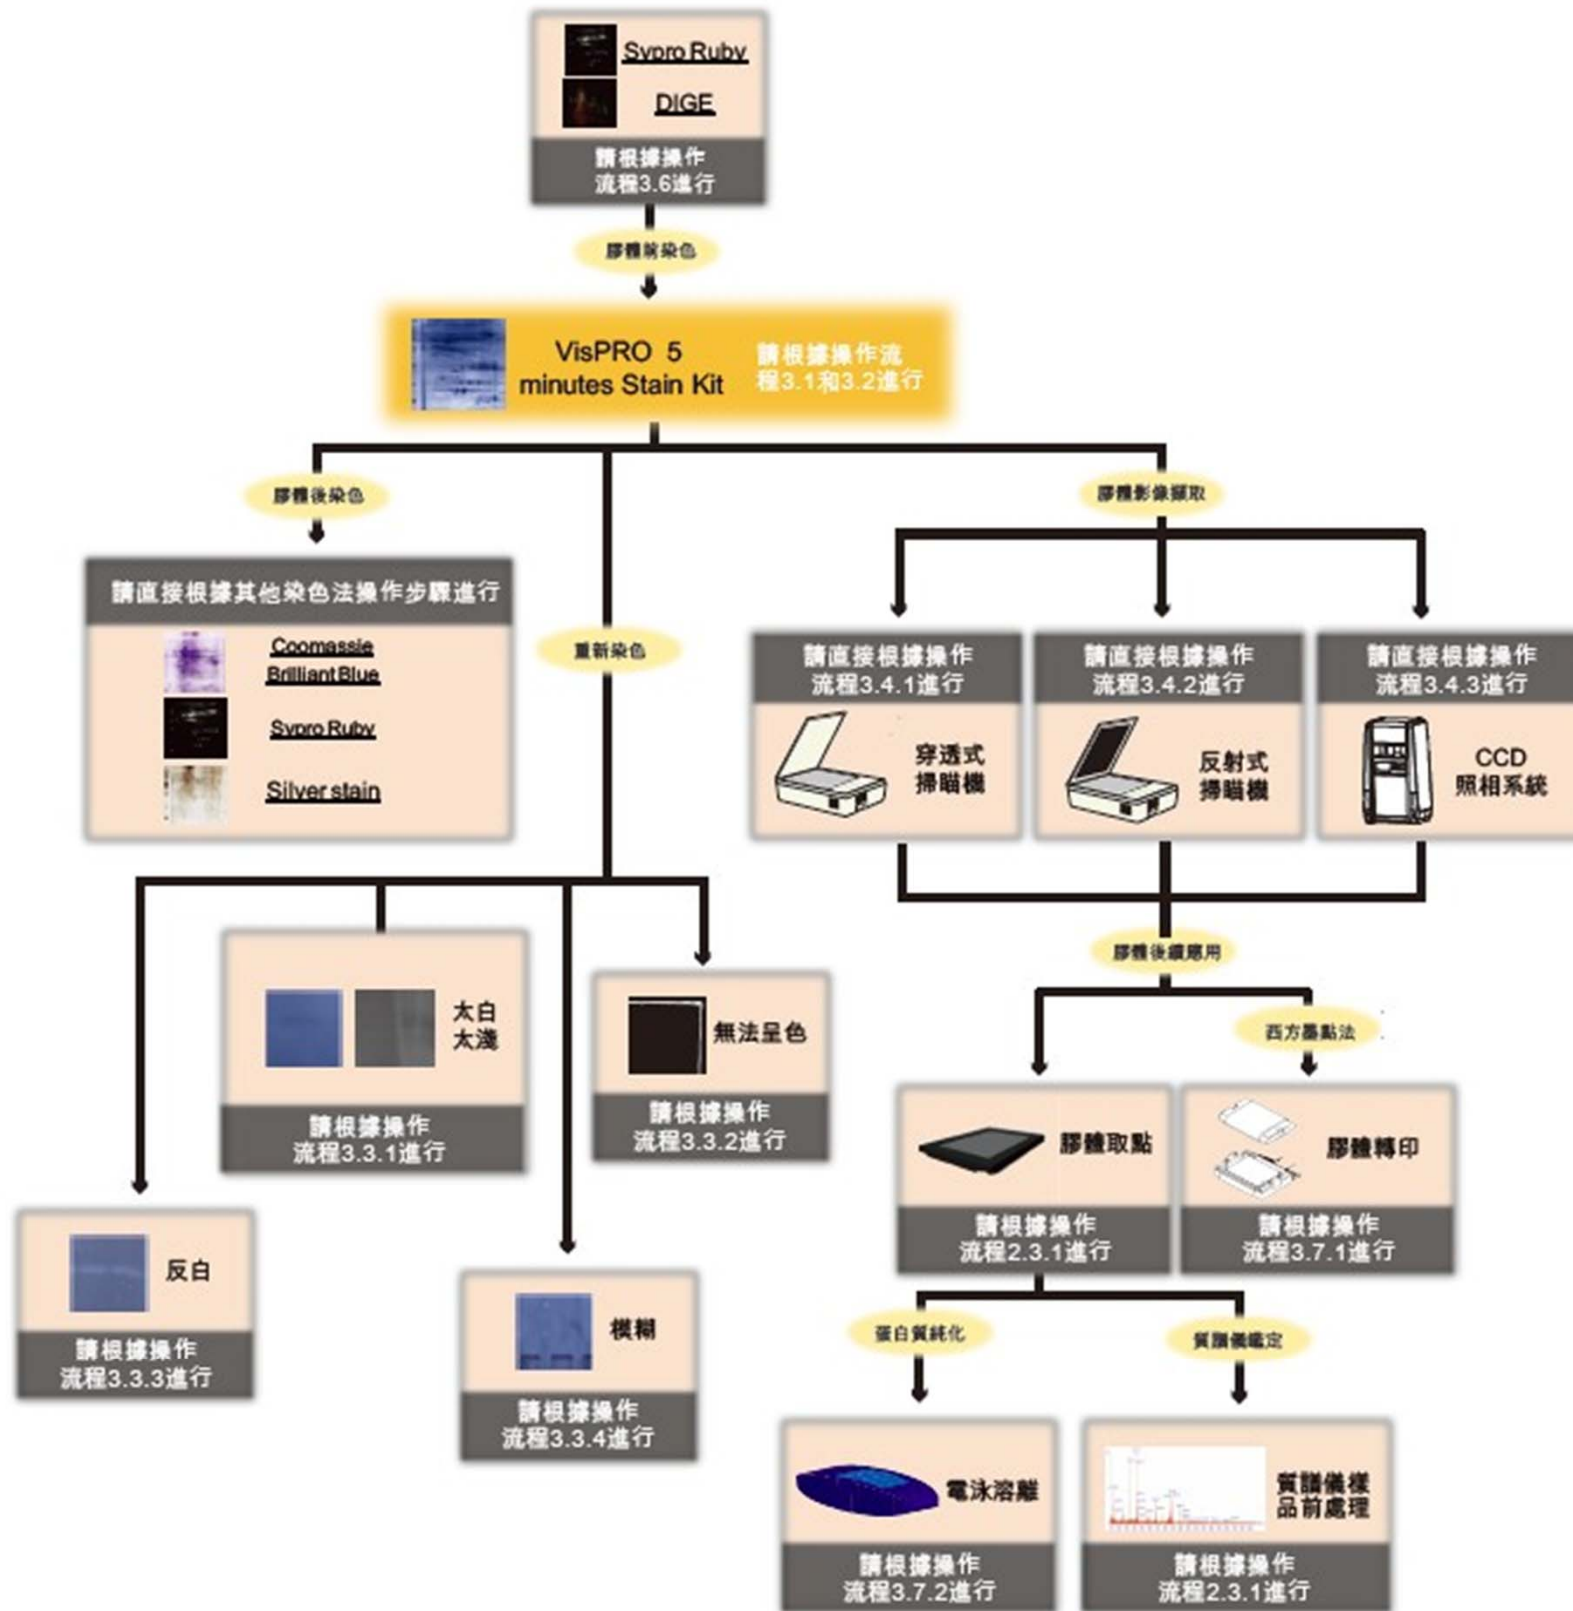 Sypro Ruby
DIGE
請根據操作
流程3.6進行
膠體前染色
VisPRO 5
minutes Stain Kit
請根據操作流
程3.1和3.2進行
膠體後染色
膠體影像擷取
請直接根據其他染色法操作步驟進行
Coomassie
Brilliant Blue
Sypro Ruby
Silver stain
重新染色
請直接根據操作
流程3.4.1進行
穿透式
掃瞄機
請直接根據操作
流程3.4.2進行
反射式
掃瞄機
請直接根據操作
流程3.4.3進行
CCD
照相系統
膠體後續應用
西方墨點法
太白
太淺
請根據操作
流程3.3.1進行
無法呈色
請根據操作
流程3.3.2進行
反白
請根據操作
流程3.3.3進行
模糊
請根據操作
流程3.3.4進行
膠體取點
請根據操作
流程2.3.1進行
膠體轉印
請根據操作
流程3.7.1進行
蛋白質純化
質譜儀鑑定
電泳溶離
請根據操作
流程3.7.2進行
質譜儀樣
品前處理
請根據操作
流程2.3.1進行